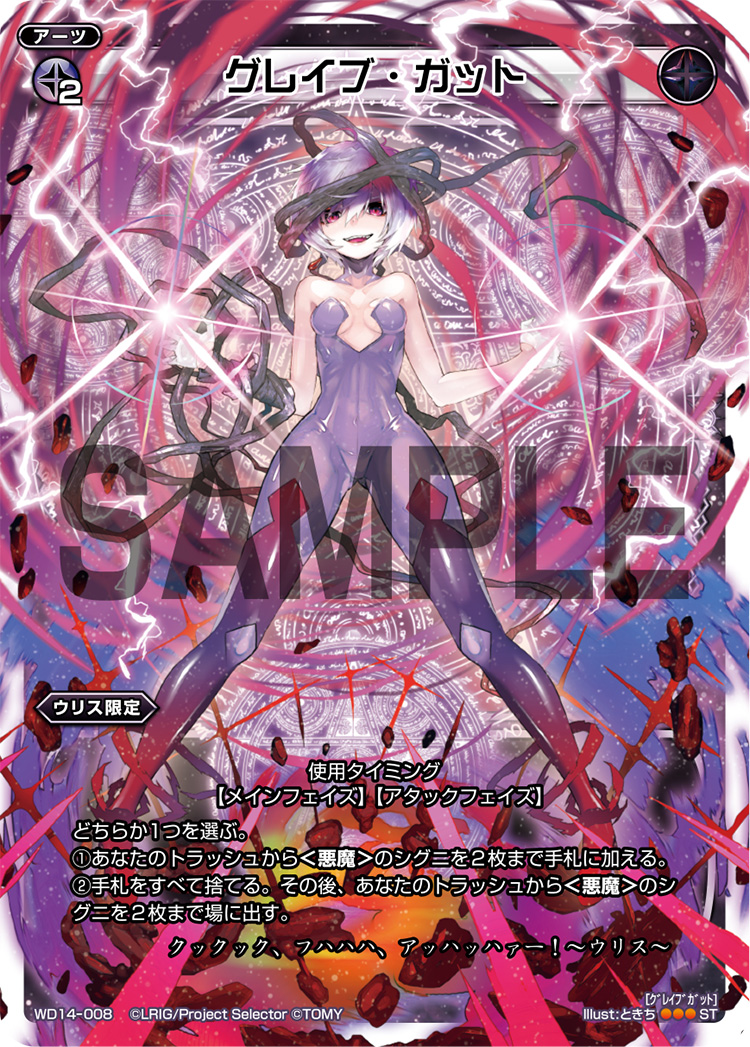 アーツ
2
グレイブ・ガット
SAMPLE
ウリス限定
使用タイミング
【メインフェイズ】【アタックフェイズ】
どちらか1つを選ぶ。
①あなたのトラッシュから<悪魔>のシグニを2枚まで手札に加える。
②手札をすべて捨てる。その後、あなたのトラッシュから<悪魔>のシ
グニを2枚まで場に出す。
クックック、フハハハ、アッハッハァー!~ウリス~
[グレイブガット]
WD14-008 ©LRIG/Project Selector ©TOMY Illust:ときち ST